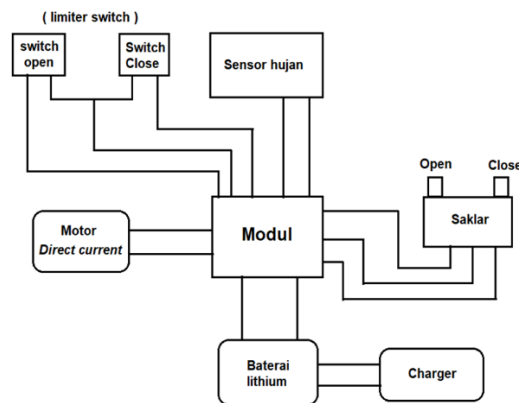 ( limiter switch )
switch
open
Switch
Close
Sensor hujan
Open
Close
Saklar
Motor
Direct current
Modul
Baterai
lithium
Charger